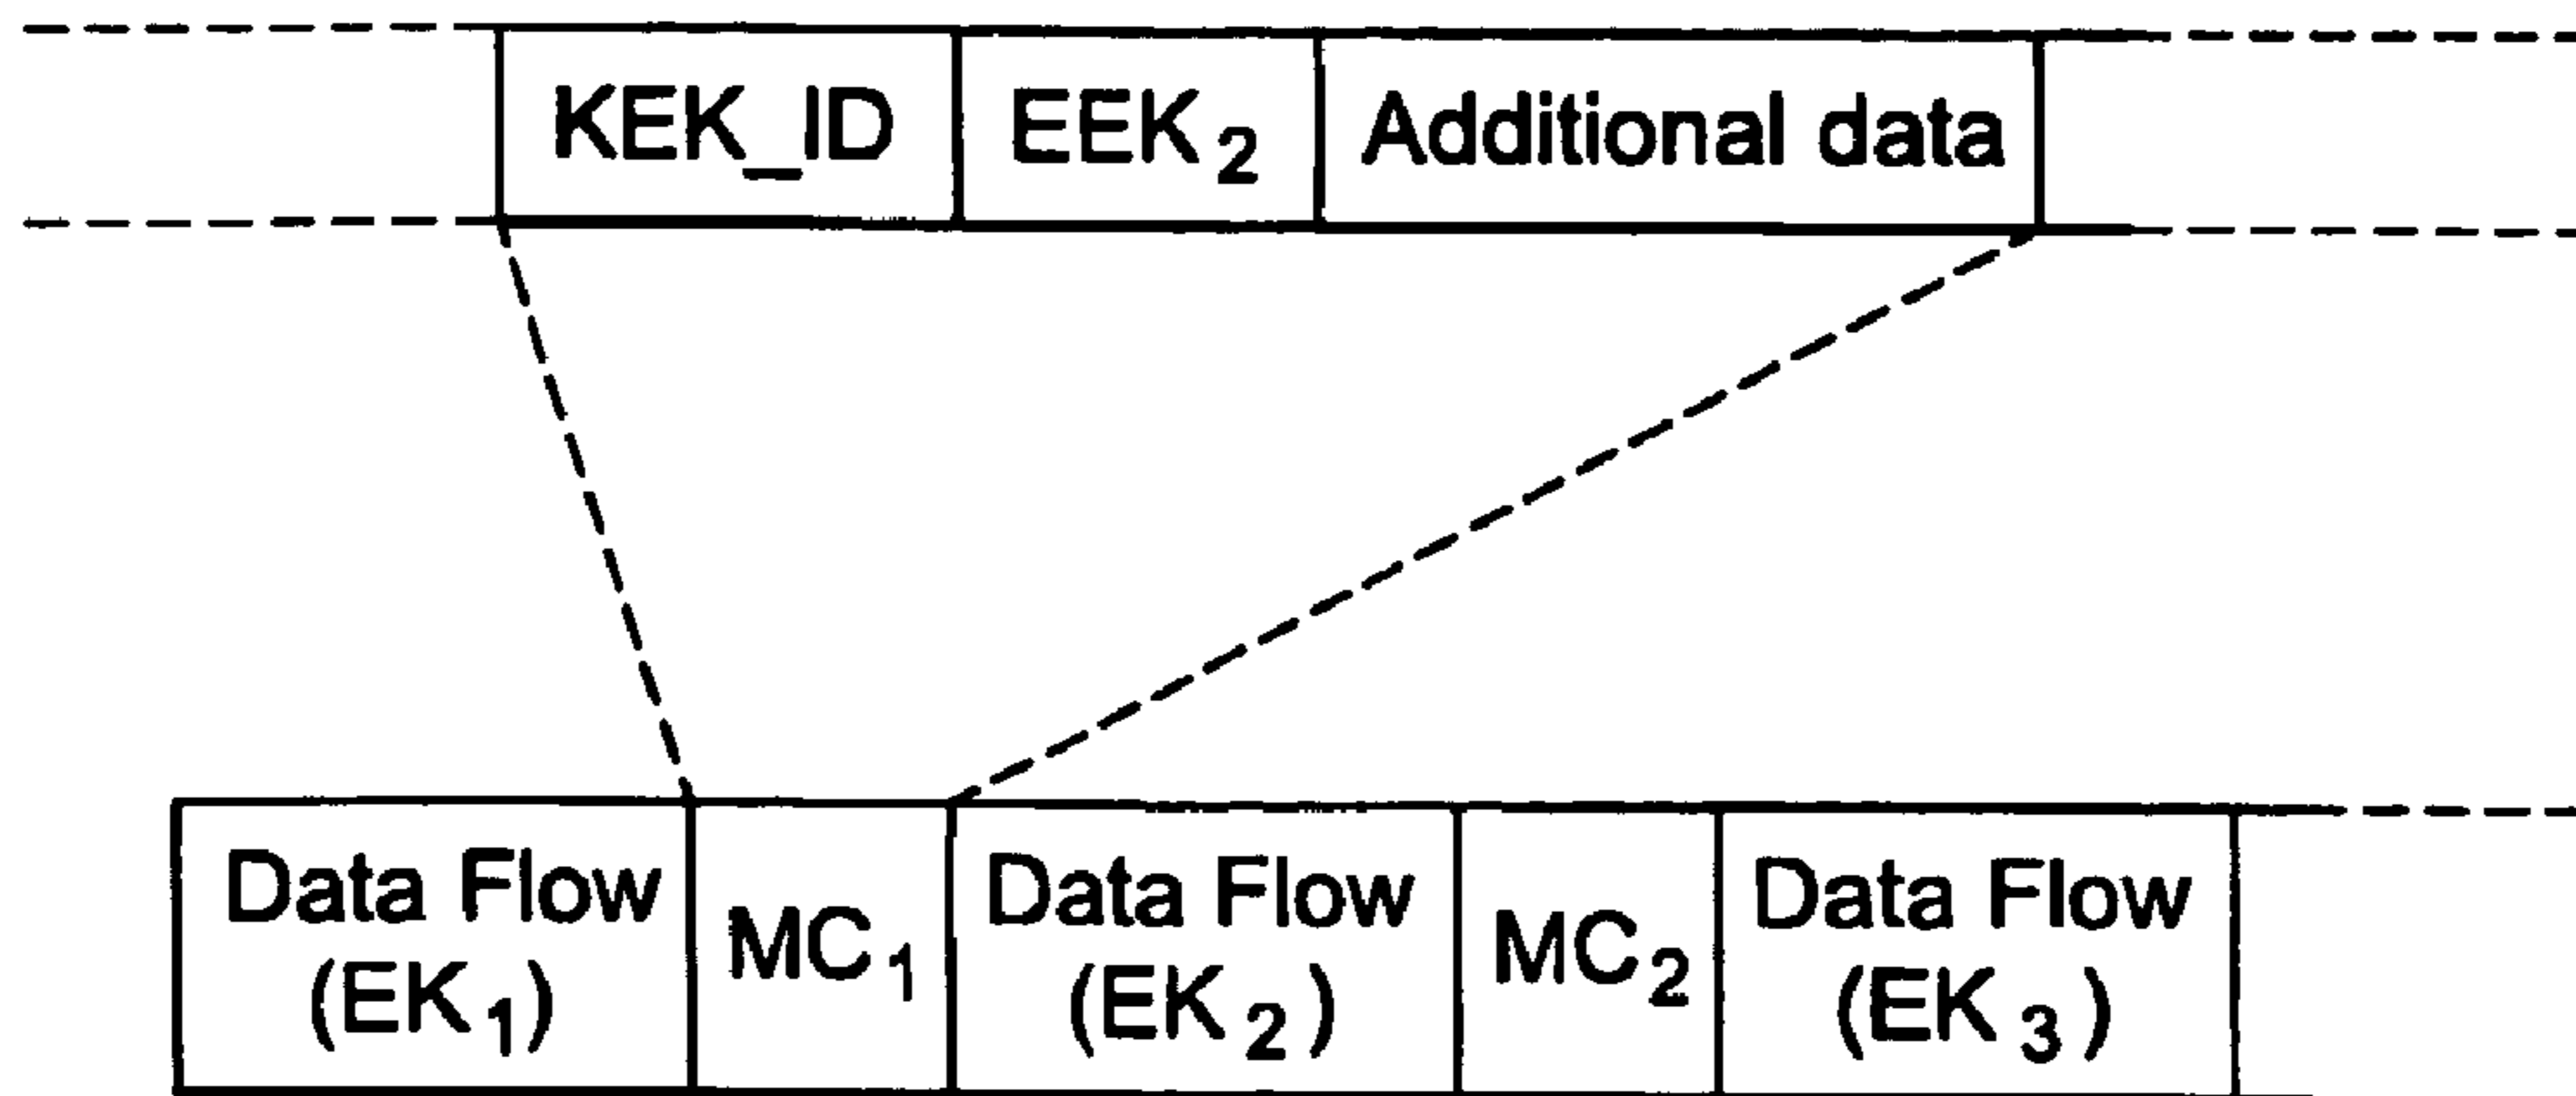 KEK_ID EEK₂ Additional data
Data Flow (EK₁)
MC₁
Data Flow (EK₂)
MC₂
Data Flow (EK₃)